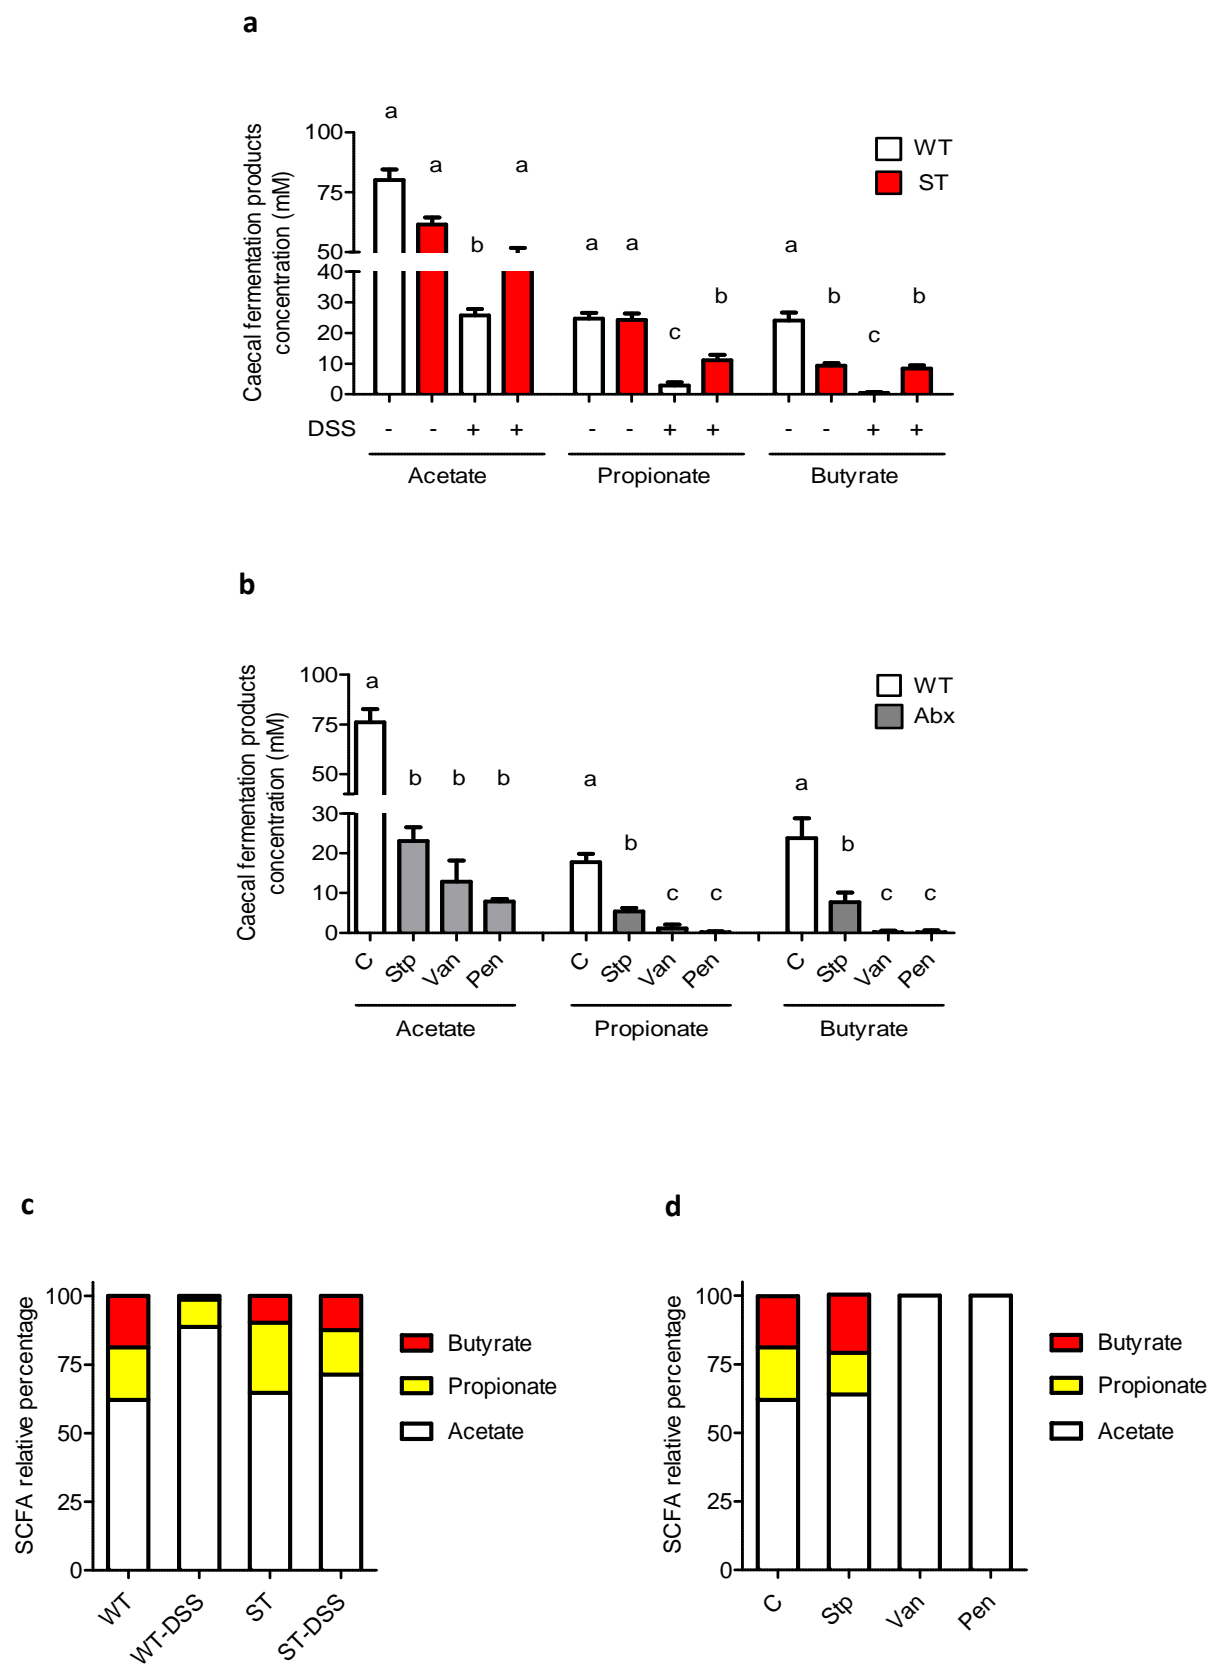 a
Caecal fermentation products
concentration (mM)
100
75
50
40
30
20
10
0
a
a
b
a
a
a
c
b
a
b
c
b
WT
ST
DSS - - + + - - + + - - + +
Acetate Propionate Butyrate
b
Caecal fermentation products
concentration (mM)
100
75
50
30
20
10
0
a
b
b
b
a
b
c
c
a
b
c
c
WT
Abx
C Stp Van Pen C Stp Van Pen C Stp Van Pen
Acetate Propionate Butyrate
c
SCFA relative percentage
100
75
50
25
0
WT WT-DSS ST ST-DSS
Butyrate
Propionate
Acetate
d
SCFA relative percentage
100
75
50
25
0
C Stp Van Pen
Butyrate
Propionate
Acetate